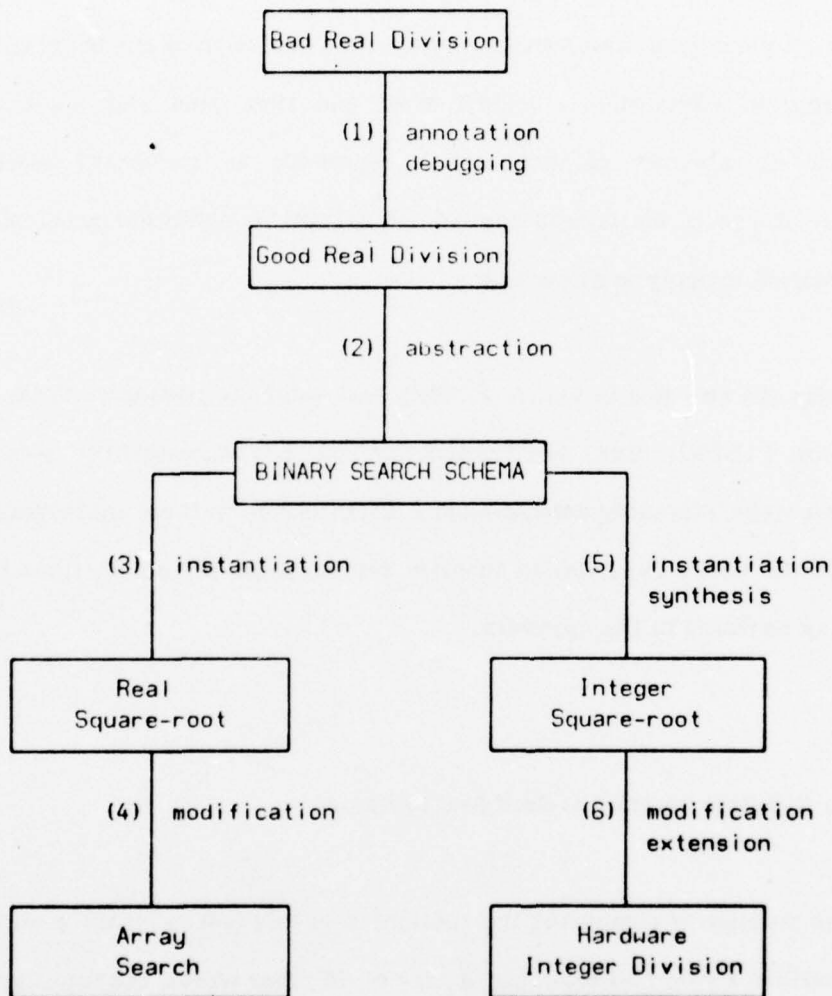 Bad Real Division
(1) annotation
debugging
Good Real Division
(2) abstraction
BINARY SEARCH SCHEMA
(3) instantiation
(5) instantiation
synthesis
Real
Square-root
Integer
Square-root
(4) modification
(6) modification
extension
Array
Search
Hardware
Integer Division